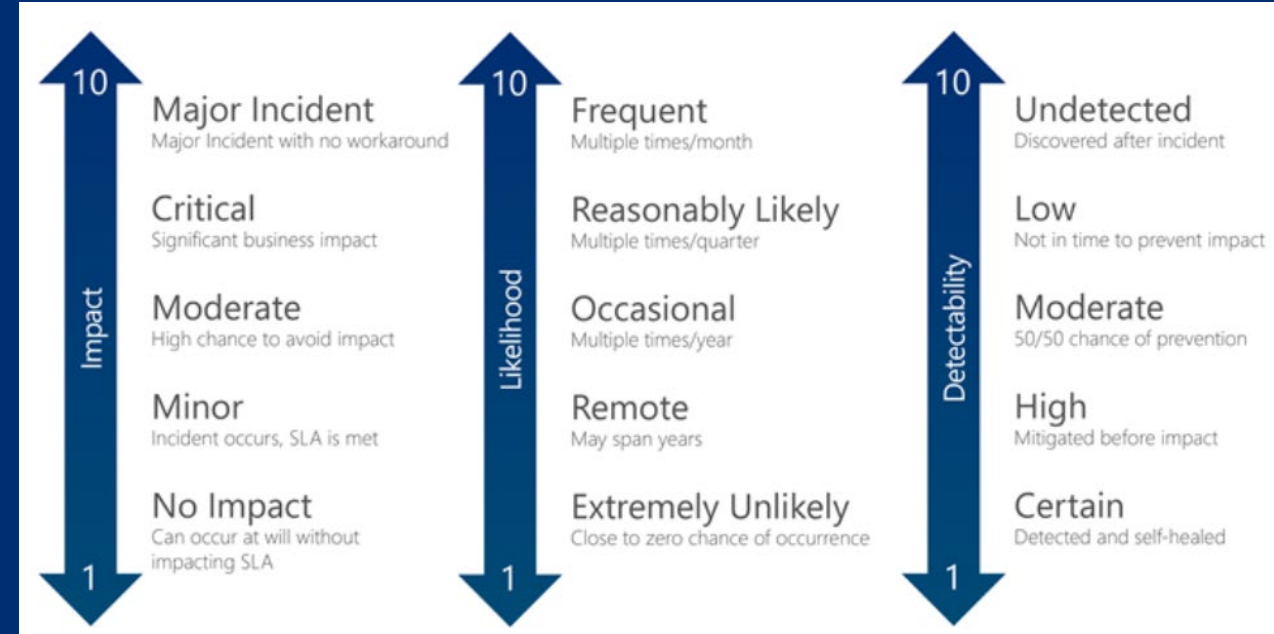 10
Impact
1
Major Incident
Major Incident with no workaround
Critical
Significant business impact
Moderate
High chance to avoid impact
Minor
Incident occurs, SLA is met
No Impact
Can occur at will without
impacting SLA
10
Likelihood
1
Frequent
Multiple times/month
Reasonably Likely
Multiple times/quarter
Occasional
Multiple times/year
Remote
May span years
Extremely Unlikely
Close to zero chance of occurrence
10
Detectability
1
Undetected
Discovered after incident
Low
Not in time to prevent impact
Moderate
50/50 chance of prevention
High
Mitigated before impact
Certain
Detected and self-healed